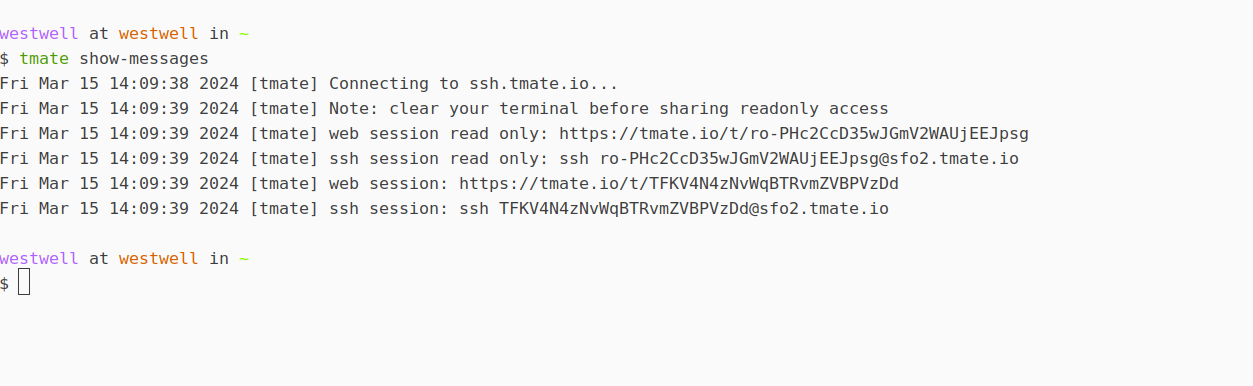 westwell at westwell in ~
$ tmate show-messages
Fri Mar 15 14:09:38 2024 [tmate] Connecting to ssh.tmate.io...
Fri Mar 15 14:09:39 2024 [tmate] Note: clear your terminal before sharing readonly access
Fri Mar 15 14:09:39 2024 [tmate] web session read only: https://tmate.io/t/ro-PHc2CcD35wJGmV2WAUjEEJpsg
Fri Mar 15 14:09:39 2024 [tmate] ssh session read only: ssh ro-PHc2CcD35wJGmV2WAUjEEJpsg@sfo2.tmate.io
Fri Mar 15 14:09:39 2024 [tmate] web session: https://tmate.io/t/TFKV4N4zNvWqBTRvmZVBPVzDd
Fri Mar 15 14:09:39 2024 [tmate] ssh session: ssh TFKV4N4zNvWqBTRvmZVBPVzDd@sfo2.tmate.io
westwell at westwell in ~
$